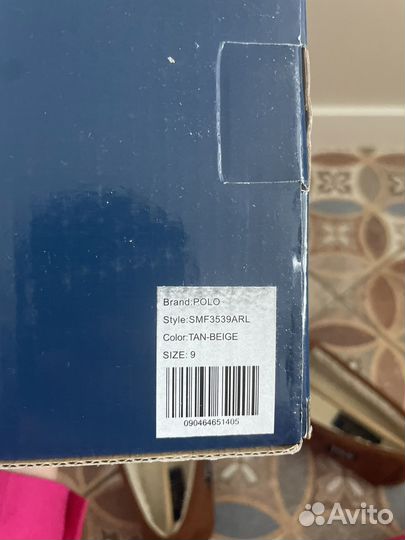 Brand:POLO
Style:SMF3539ARL
Color:TAN-BEIGE
SIZE: 9
090464651405
Avito